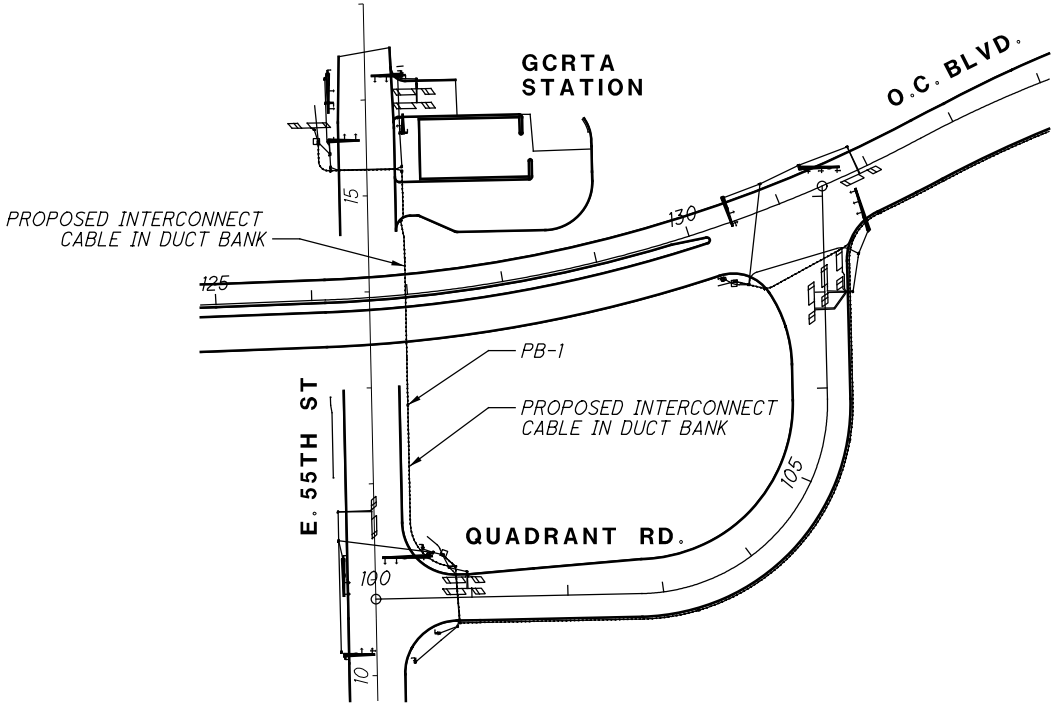 GCRTA
STATION
O.C. BLVD.
15
PROPOSED INTERCONNECT
CABLE IN DUCT BANK
130
125
PB-1
E. 55TH ST
PROPOSED INTERCONNECT
CABLE IN DUCT BANK
105
QUADRANT RD.
100
10